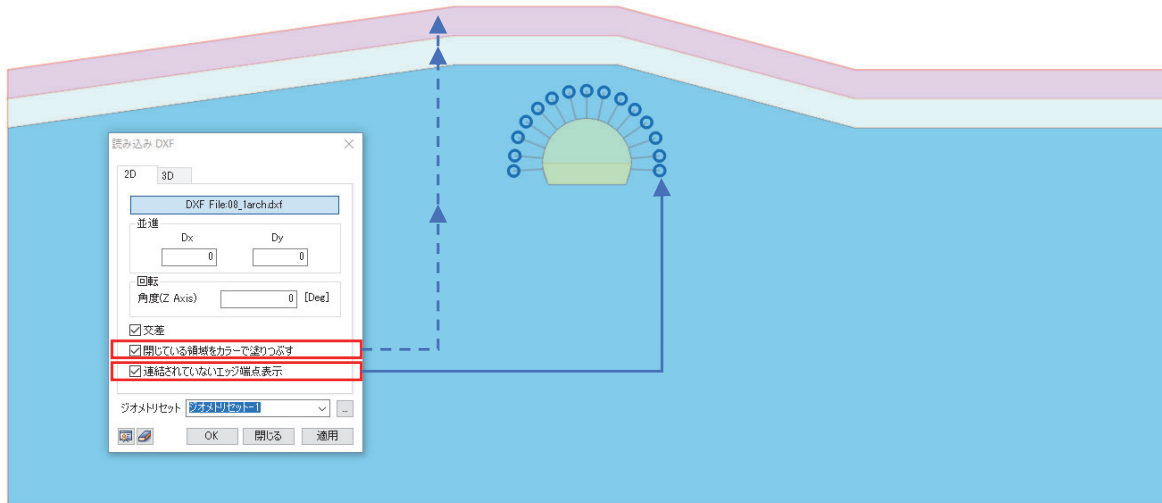 読み込み DXF
2D 3D
DXF File:08_1arch.dxf
並進
Dx Dy
0 0
回転
角度(Z Axis) 0 [Deg]
交差
閉じている領域をカラーで塗りつぶす
連結されていないエッジ端点表示
ジオメトリセット ジオメトリセット-1 ...
OK 閉じる 適用